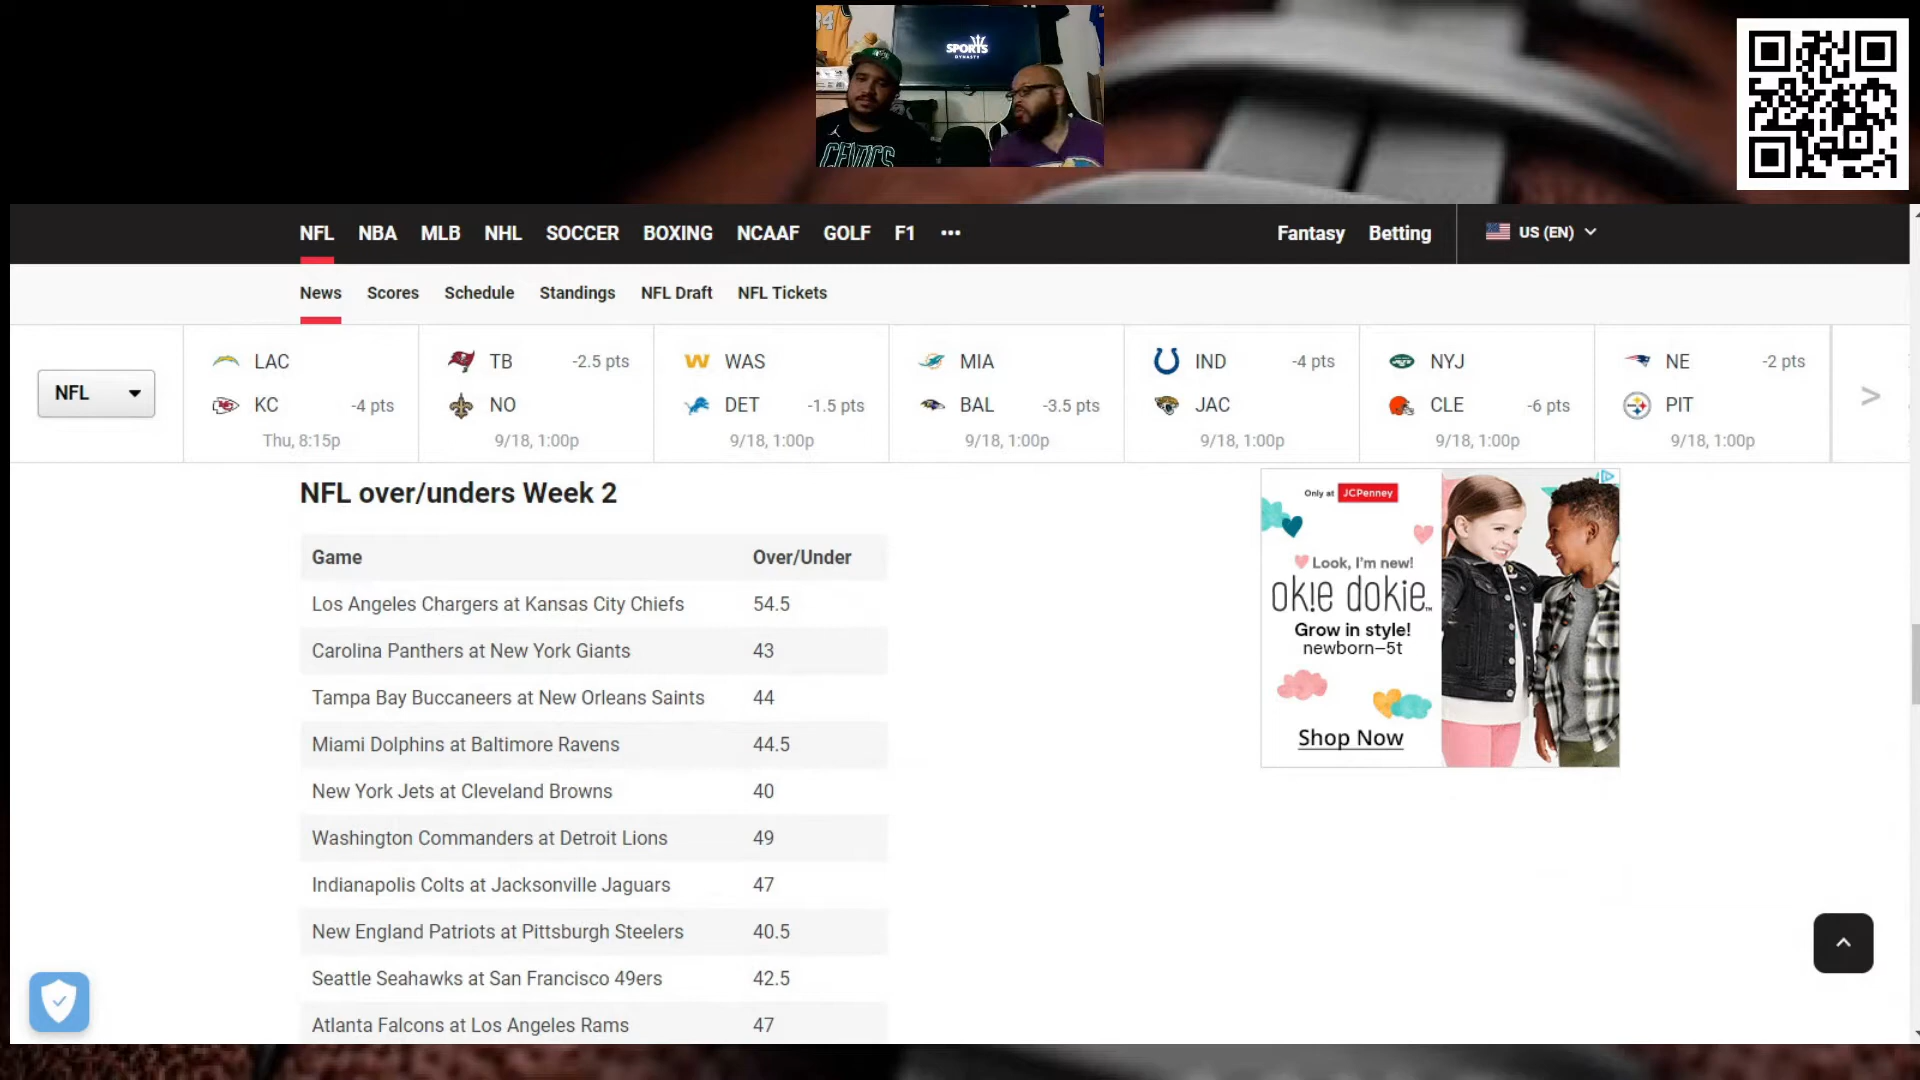 34
SPORTS
DYNASTY
CELTICS
NFL NBA MLB NHL SOCCER BOXING NCAAF GOLF F1 ••• Fantasy Betting US (EN)
News Scores Schedule Standings NFL Draft NFL Tickets
NFL
LAC
KC -4 pts
Thu, 8:15p
TB -2.5 pts
NO
9/18, 1:00p
WAS
DET -1.5 pts
9/18, 1:00p
MIA
BAL -3.5 pts
9/18, 1:00p
IND -4 pts
JAC
9/18, 1:00p
NYJ
CLE -6 pts
9/18, 1:00p
NE -2 pts
PIT
9/18, 1:00p
>
NFL over/unders Week 2
Game Over/Under
Los Angeles Chargers at Kansas City Chiefs 54.5
Carolina Panthers at New York Giants 43
Tampa Bay Buccaneers at New Orleans Saints 44
Miami Dolphins at Baltimore Ravens 44.5
New York Jets at Cleveland Browns 40
Washington Commanders at Detroit Lions 49
Indianapolis Colts at Jacksonville Jaguars 47
New England Patriots at Pittsburgh Steelers 40.5
Seattle Seahawks at San Francisco 49ers 42.5
Atlanta Falcons at Los Angeles Rams 47
Only at JCPenney
Look, I'm new!
okie dokie
Grow in style!
newborn–5t
Shop Now